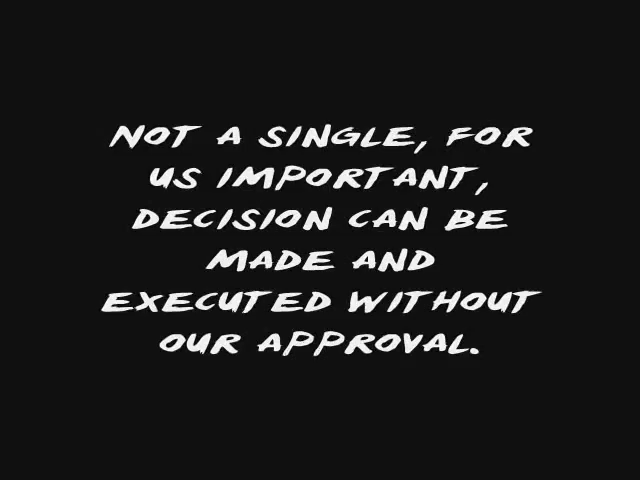 NOT A SINGLE, FOR
US IMPORTANT,
DECISION CAN BE
MADE AND
EXECUTED WITHOUT
OUR APPROVAL.